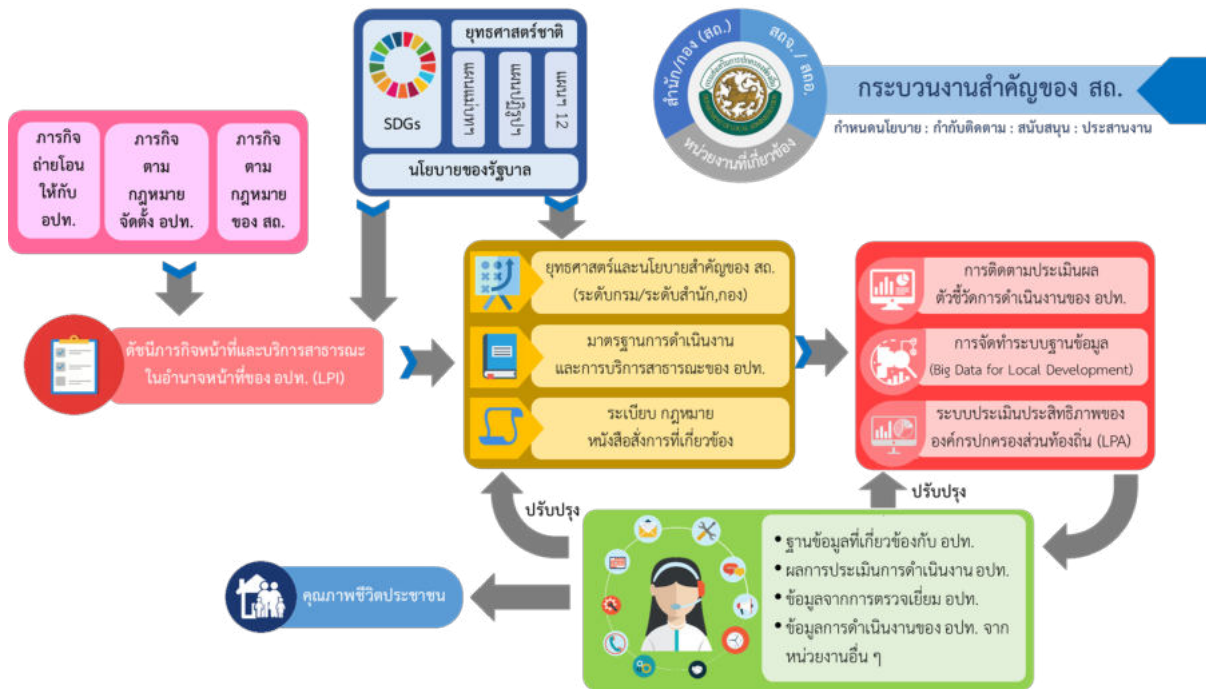 SDGs
ยุทธศาสตร์ชาติ
แผนแม่บทฯ
แผนปฏิรูปฯ
แผนฯ 12
นโยบายของรัฐบาล
สำนัก/กอง (สถ.)
สถจ. / สถอ.
หน่วยงานที่เกี่ยวข้อง
กระบวนงานสำคัญของ สถ.
กำหนดนโยบาย : กำกับติดตาม : สนับสนุน : ประสานงาน
ภารกิจ
ถ่ายโอน
ให้กับ
อปท.
ภารกิจ
ตาม
กฎหมาย
จัดตั้ง อปท.
ภารกิจ
ตาม
กฎหมาย
ของ สถ.
ดัชนีภารกิจหน้าที่และบริการสาธารณะ
ในอำนาจหน้าที่ของ อปท. (LPI)
ยุทธศาสตร์และนโยบายสำคัญของ สถ.
(ระดับกรม/ระดับสำนัก,กอง)
มาตรฐานการดำเนินงาน
และการบริการสาธารณะของ อปท.
ระเบียบ กฎหมาย
หนังสือสั่งการที่เกี่ยวข้อง
การติดตามประเมินผล
ตัวชี้วัดการดำเนินงานของ อปท.
การจัดทำระบบฐานข้อมูล
(Big Data for Local Development)
ระบบประเมินประสิทธิภาพของ
องค์กรปกครองส่วนท้องถิ่น (LPA)
ปรับปรุง
ปรับปรุง
• ฐานข้อมูลที่เกี่ยวข้องกับ อปท.
• ผลการประเมินการดำเนินงาน อปท.
• ข้อมูลจากการตรวจเยี่ยม อปท.
• ข้อมูลการดำเนินงานของ อปท. จาก
หน่วยงานอื่น ๆ
คุณภาพชีวิตประชาชน